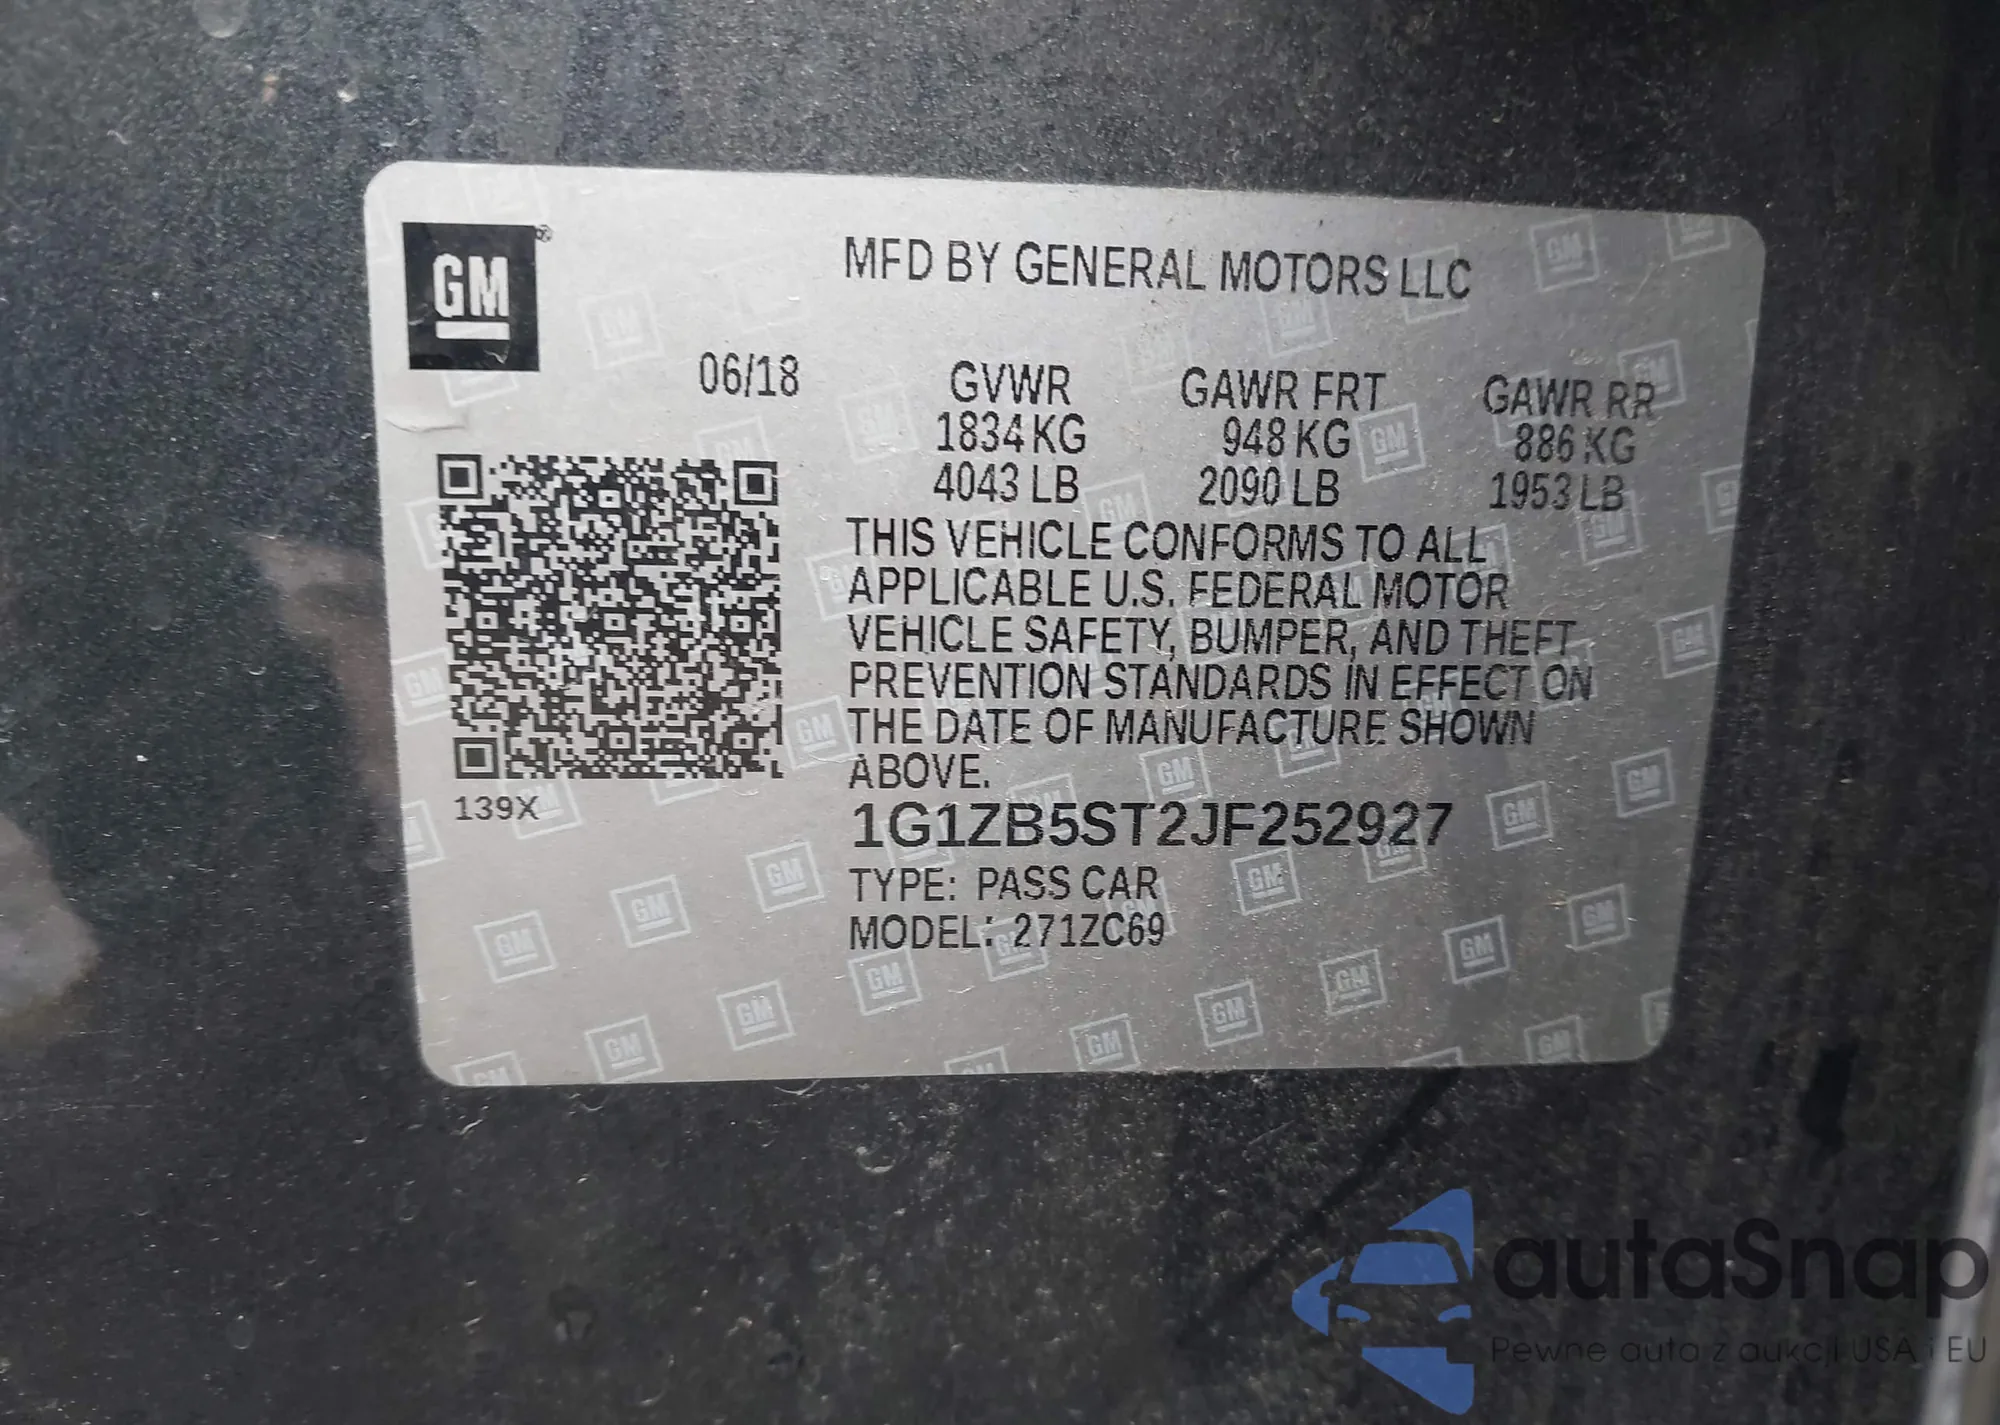 GM®
MFD BY GENERAL MOTORS LLC
06/18
GVWR GAWR FRT GAWR RR
1834 KG 948 KG 886 KG
4043 LB 2090 LB 1953 LB
THIS VEHICLE CONFORMS TO ALL
APPLICABLE U.S. FEDERAL MOTOR
VEHICLE SAFETY, BUMPER, AND THEFT
PREVENTION STANDARDS IN EFFECT ON
THE DATE OF MANUFACTURE SHOWN
ABOVE.
139X
1G1ZB5ST2JF252927
TYPE: PASS CAR
MODEL: 271ZC69
autaSnap
Pewne auta z aukcji USA i EU